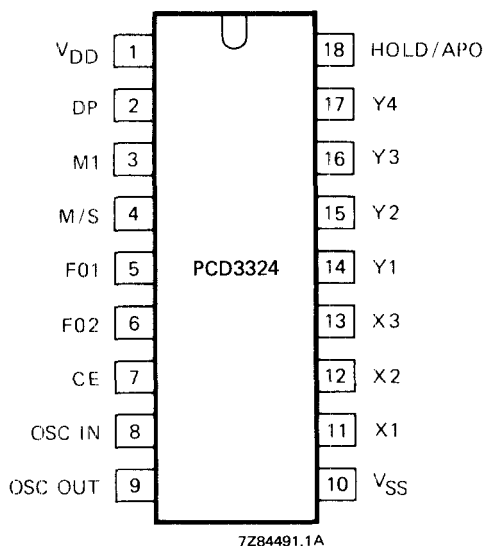 VDD 1 18 HOLD/APO
DP 2 17 Y4
M1 3 16 Y3
M/S 4 15 Y2
F01 5 PCD3324 14 Y1
F02 6 13 X3
CE 7 12 X2
OSC IN 8 11 X1
OSC OUT 9 10 VSS
7Z84491.1A